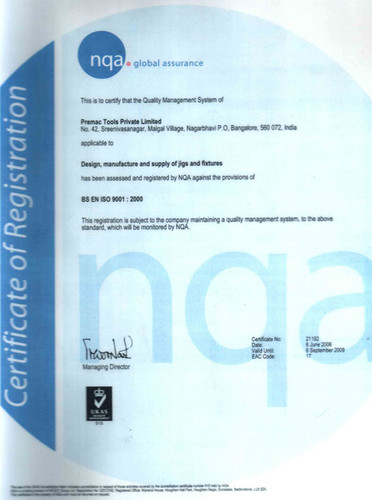 nqa. global assurance
Certificate of Registration
This is to certify that the Quality Management System of
Premac Tools Private Limited
No. 42, Sreenivasanagar, Malgal Village, Nagarbhavi P.O, Bangalore, 560 072, India
applicable to
Design, manufacture and supply of jigs and fixtures
has been assessed and registered by NQA against the provisions of
BS EN ISO 9001 : 2000
This registration is subject to the company maintaining a quality management system, to the above
standard, which will be monitored by NQA.
nqa
Certificate No: 21192
Date: 6 June 2006
Valid Until: 6 September 2009
EAC Code: 17
Managing Director
UKAS
015